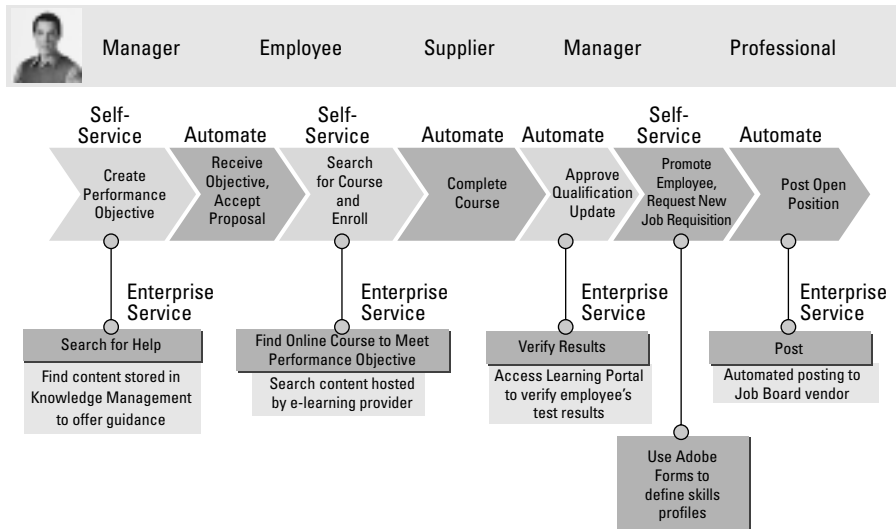 Manager Employee Supplier Manager Professional
Self-
Service
Automate
Self-
Service
Automate
Automate
Self-
Service
Automate
Create
Performance
Objective
Receive
Objective,
Accept
Proposal
Search
for Course
and
Enroll
Complete
Course
Approve
Qualification
Update
Promote
Employee,
Request New
Job Requisition
Post Open
Position
Enterprise
Service
Enterprise
Service
Enterprise
Service
Enterprise
Service
Search for Help
Find content stored in
Knowledge Management
to offer guidance
Find Online Course to Meet
Performance Objective
Search content hosted
by e-learning provider
Verify Results
Access Learning Portal
to verify employee's
test results
Post
Automated posting to
Job Board vendor
Use Adobe
Forms to
define skills
profiles